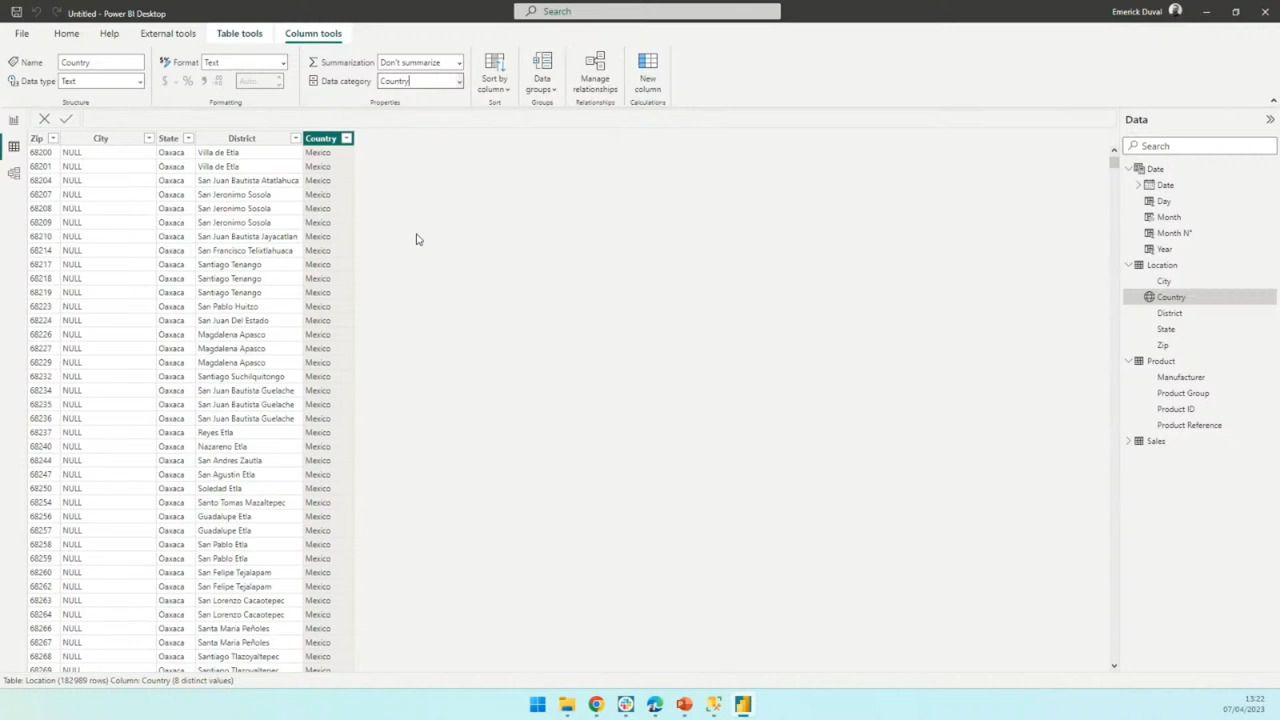 Untitled - Power BI Desktop
Search
Emerick Duval
File Home Help External tools Table tools Column tools
Name Country
Format Text
Summarization Don't summarize
Data type Text
$ % Auto
Data category Country
Sort by column
Data groups
Manage relationships
New column
Structure Formatting Properties Sort Groups Relationships Calculations
Zip City State District Country
68200 NULL Oaxaca Villa de Etla Mexico
68201 NULL Oaxaca Villa de Etla Mexico
68204 NULL Oaxaca San Juan Bautista Atatlahuca Mexico
68207 NULL Oaxaca San Jeronimo Sosola Mexico
68208 NULL Oaxaca San Jeronimo Sosola Mexico
68209 NULL Oaxaca San Jeronimo Sosola Mexico
68210 NULL Oaxaca San Juan Bautista Jayacatlan Mexico
68214 NULL Oaxaca San Francisco Telixtlahuaca Mexico
68217 NULL Oaxaca Santiago Tenango Mexico
68218 NULL Oaxaca Santiago Tenango Mexico
68219 NULL Oaxaca Santiago Tenango Mexico
68223 NULL Oaxaca San Pablo Huitzo Mexico
68224 NULL Oaxaca San Juan Del Estado Mexico
68226 NULL Oaxaca Magdalena Apasco Mexico
68227 NULL Oaxaca Magdalena Apasco Mexico
68229 NULL Oaxaca Magdalena Apasco Mexico
68232 NULL Oaxaca Santiago Suchilquitongo Mexico
68234 NULL Oaxaca San Juan Bautista Guelache Mexico
68235 NULL Oaxaca San Juan Bautista Guelache Mexico
68236 NULL Oaxaca San Juan Bautista Guelache Mexico
68237 NULL Oaxaca Reyes Etla Mexico
68240 NULL Oaxaca Nazareno Etla Mexico
68244 NULL Oaxaca San Andres Zautla Mexico
68247 NULL Oaxaca San Agustin Etla Mexico
68250 NULL Oaxaca Soledad Etla Mexico
68254 NULL Oaxaca Santo Tomas Mazaltepec Mexico
68256 NULL Oaxaca Guadalupe Etla Mexico
68257 NULL Oaxaca Guadalupe Etla Mexico
68258 NULL Oaxaca San Pablo Etla Mexico
68259 NULL Oaxaca San Pablo Etla Mexico
68260 NULL Oaxaca San Felipe Tejalapam Mexico
68262 NULL Oaxaca San Felipe Tejalapam Mexico
68263 NULL Oaxaca San Lorenzo Cacaotepec Mexico
68264 NULL Oaxaca San Lorenzo Cacaotepec Mexico
68266 NULL Oaxaca Santa Maria Peñoles Mexico
68267 NULL Oaxaca Santa Maria Peñoles Mexico
68268 NULL Oaxaca Santiago Tlazoyaltepec Mexico
68269 NULL Oaxaca Santiago Tlazoyaltepec Mexico
Data
Search
Date
Date
Day
Month
Month N°
Year
Location
City
Country
District
State
Zip
Product
Manufacturer
Product Group
Product ID
Product Reference
Sales
Table: Location (182989 rows) Column: Country (8 distinct values)
13:22
07/04/2023